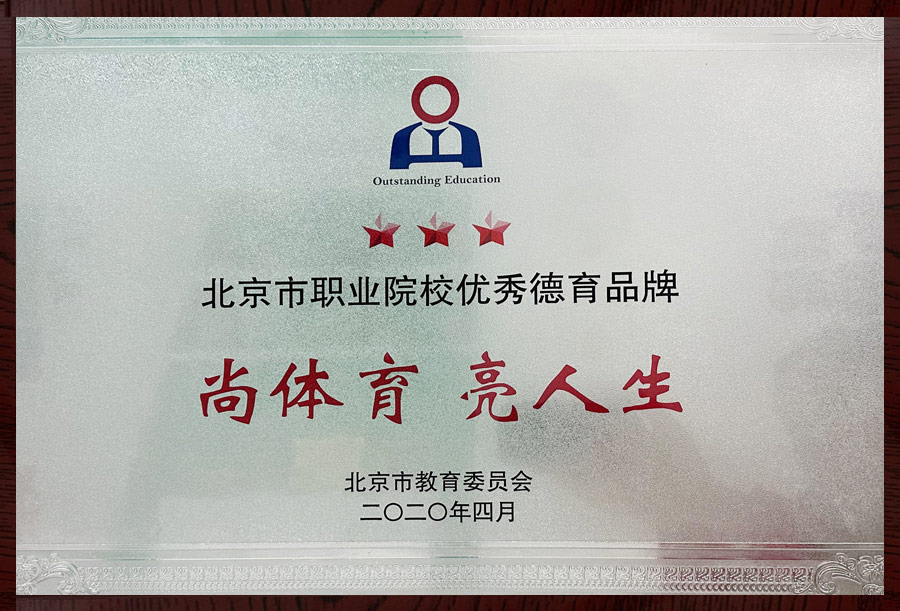 Outstanding Education
北京市职业院校优秀德育品牌
尚体育 亮人生
北京市教育委员会
二〇二〇年四月